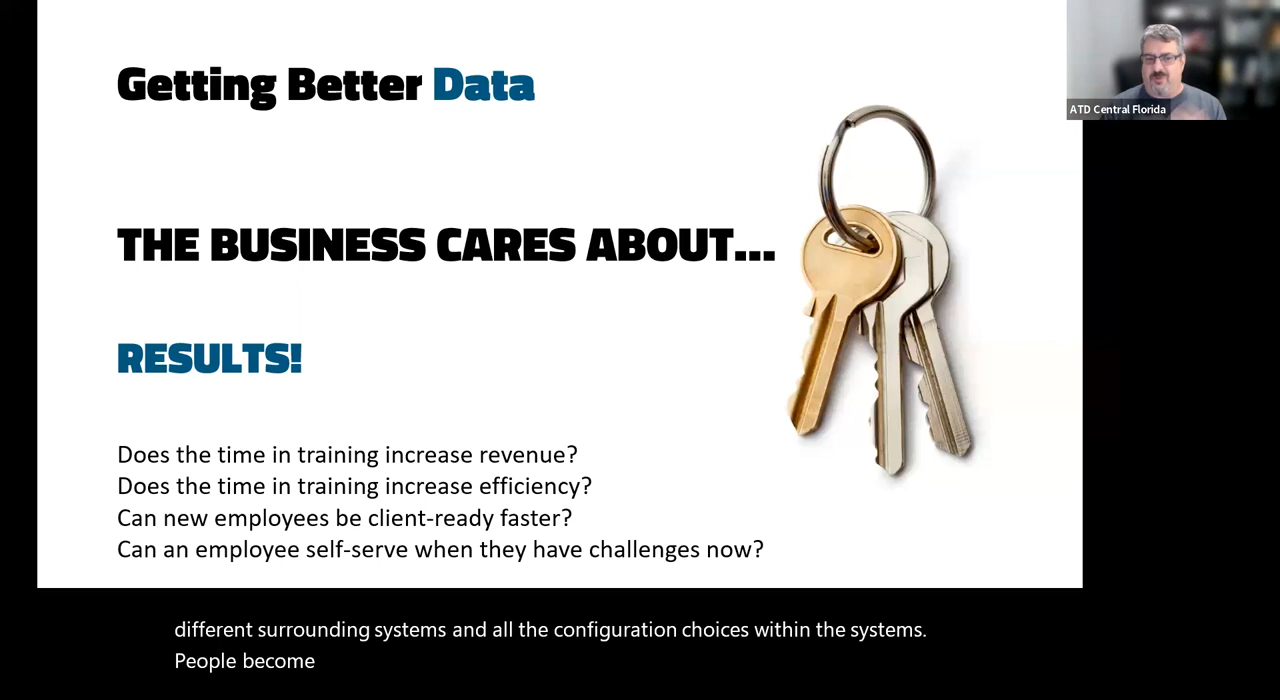 Getting Better Data
ATD Central Florida
THE BUSINESS CARES ABOUT...
RESULTS!
Does the time in training increase revenue?
Does the time in training increase efficiency?
Can new employees be client-ready faster?
Can an employee self-serve when they have challenges now?
different surrounding systems and all the configuration choices within the systems.
People become